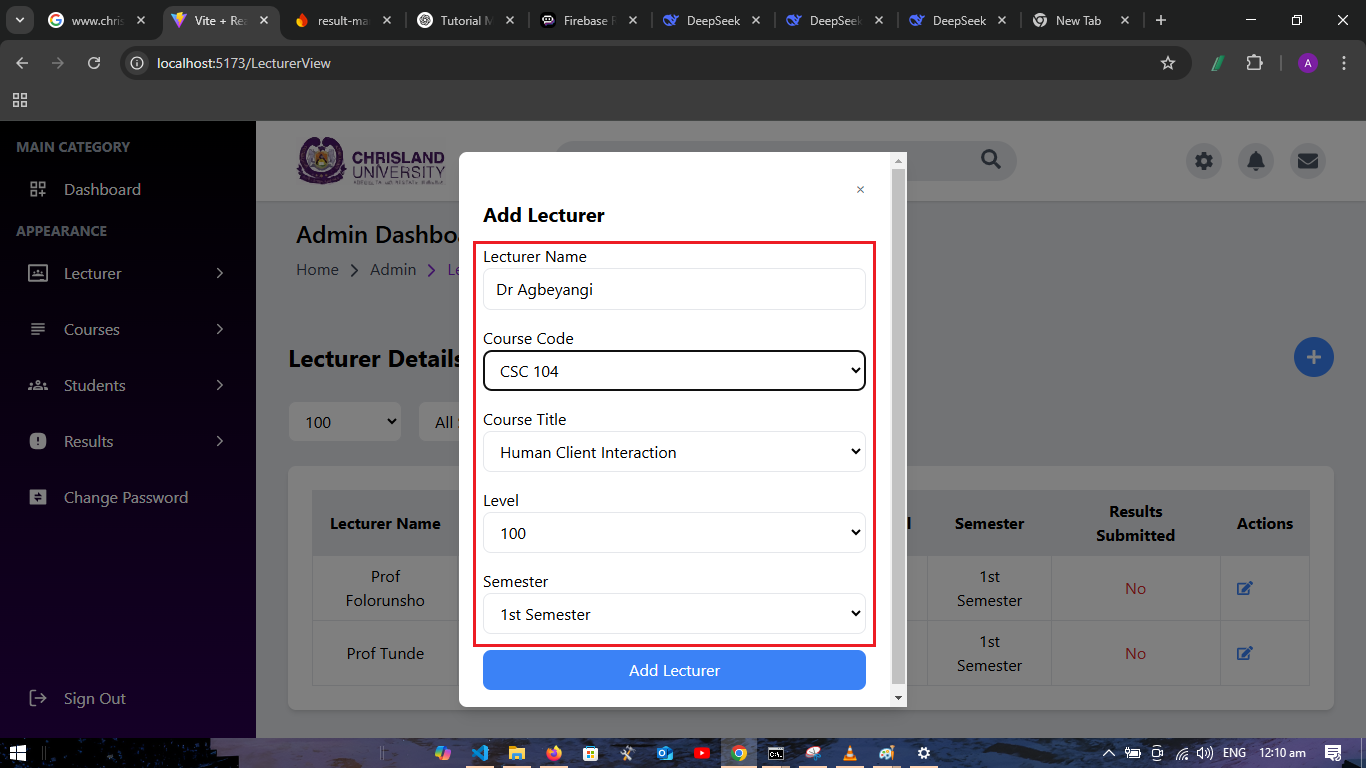 www.chris
Vite + Rea
result-ma
Tutorial M
Firebase R
DeepSeek
DeepSeek
DeepSeek
New Tab
localhost:5173/LecturerView
A
MAIN CATEGORY
Dashboard
APPEARANCE
Lecturer
Courses
Students
Results
Change Password
Sign Out
CHRISLAND
UNIVERSITY
Admin Dashbo
Home > Admin > Le
Lecturer Details
100
All
Add Lecturer
Lecturer Name
Dr Agbeyangi
Course Code
CSC 104
Course Title
Human Client Interaction
Level
100
Semester
1st Semester
Add Lecturer
Lecturer Name
Semester
Results
Submitted
Actions
Prof
Folorunsho
1st
Semester
No
Prof Tunde
1st
Semester
No
ENG
12:10 am